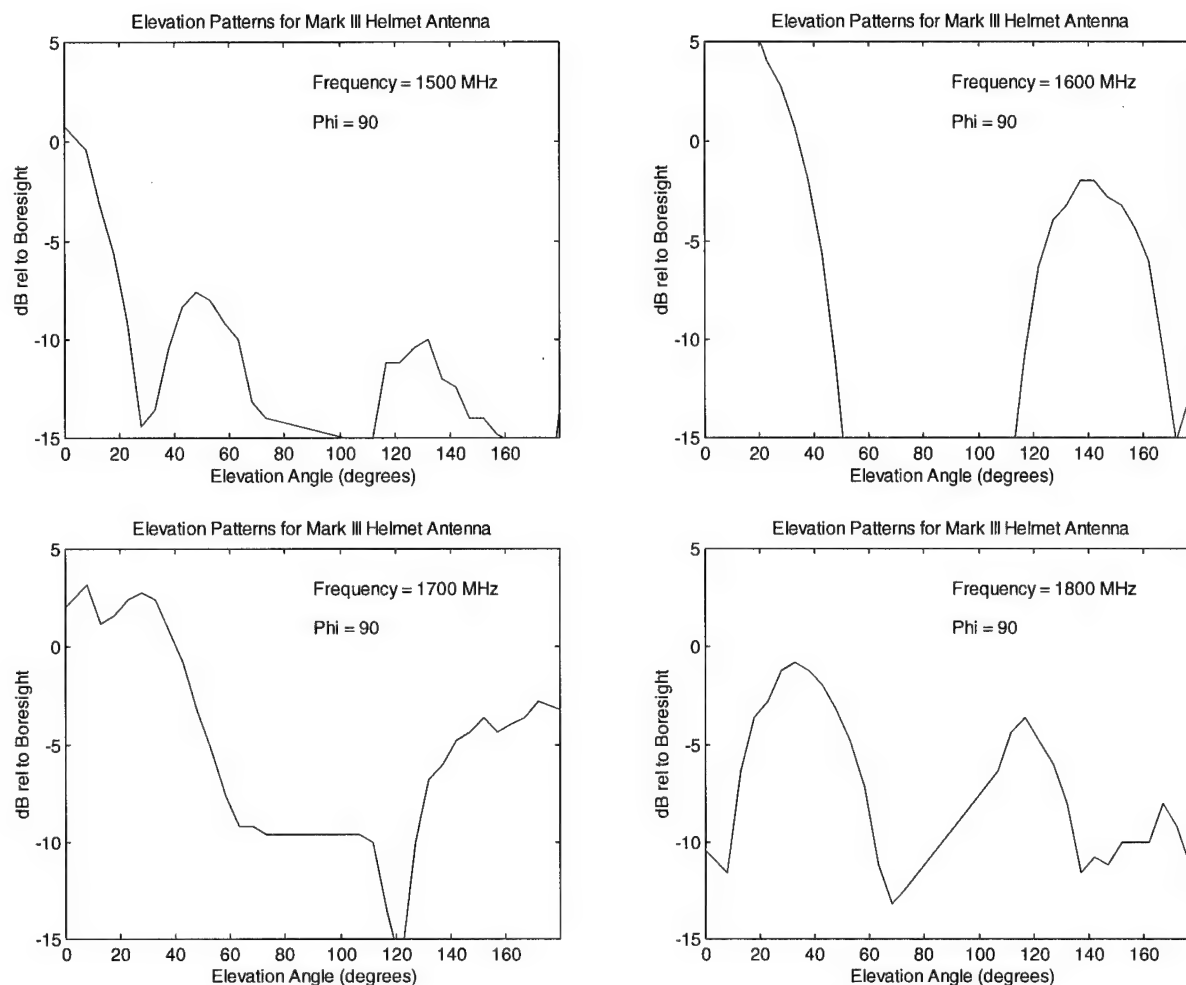 Elevation Patterns for Mark III Helmet Antenna
5
0
-5
-10
-15
dB rel to Boresight
Frequency = 1500 MHz
Phi = 90
0 20 40 60 80 100 120 140 160
Elevation Angle (degrees)
Elevation Patterns for Mark III Helmet Antenna
5
0
-5
-10
-15
dB rel to Boresight
Frequency = 1600 MHz
Phi = 90
0 20 40 60 80 100 120 140 160
Elevation Angle (degrees)
Elevation Patterns for Mark III Helmet Antenna
5
0
-5
-10
-15
dB rel to Boresight
Frequency = 1700 MHz
Phi = 90
0 20 40 60 80 100 120 140 160
Elevation Angle (degrees)
Elevation Patterns for Mark III Helmet Antenna
5
0
-5
-10
-15
dB rel to Boresight
Frequency = 1800 MHz
Phi = 90
0 20 40 60 80 100 120 140 160
Elevation Angle (degrees)